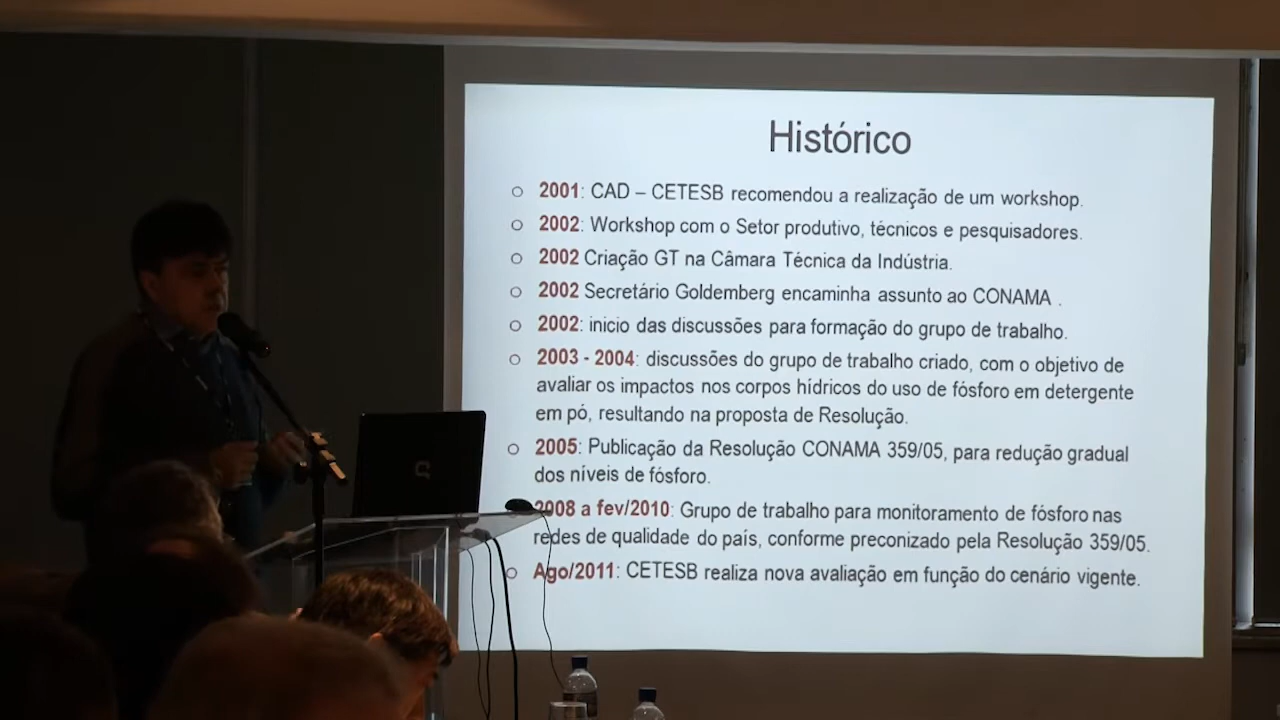 Histórico
○ 2001: CAD – CETESB recomendou a realização de um workshop.
○ 2002: Workshop com o Setor produtivo, técnicos e pesquisadores.
○ 2002 Criação GT na Câmara Técnica da Indústria.
○ 2002 Secretário Goldemberg encaminha assunto ao CONAMA .
○ 2002: inicio das discussões para formação do grupo de trabalho.
○ 2003 - 2004: discussões do grupo de trabalho criado, com o objetivo de
avaliar os impactos nos corpos hídricos do uso de fósforo em detergente
em pó, resultando na proposta de Resolução.
○ 2005: Publicação da Resolução CONAMA 359/05, para redução gradual
dos níveis de fósforo.
2008 a fev/2010: Grupo de trabalho para monitoramento de fósforo nas
redes de qualidade do país, conforme preconizado pela Resolução 359/05.
○ Ago/2011: CETESB realiza nova avaliação em função do cenário vigente.